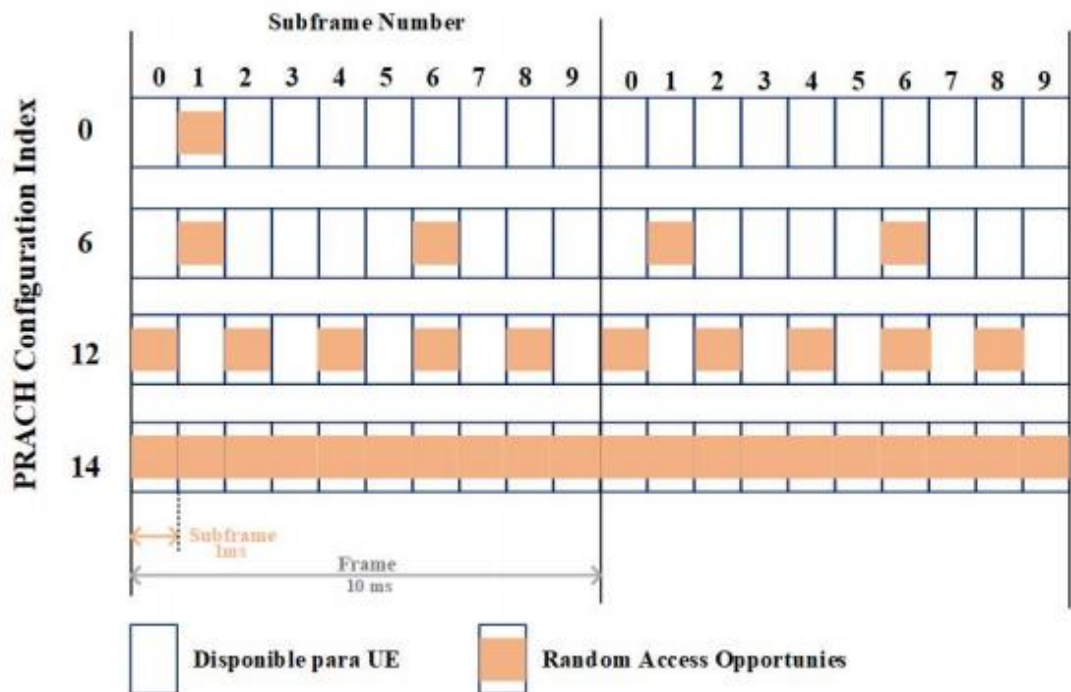 Subframe Number
0 1 2 3 4 5 6 7 8 9 0 1 2 3 4 5 6 7 8 9
PRACH Configuration Index
0
6
12
14
Subframe
1ms
Frame
10 ms
Disponible para UE
Random Access Opportunies